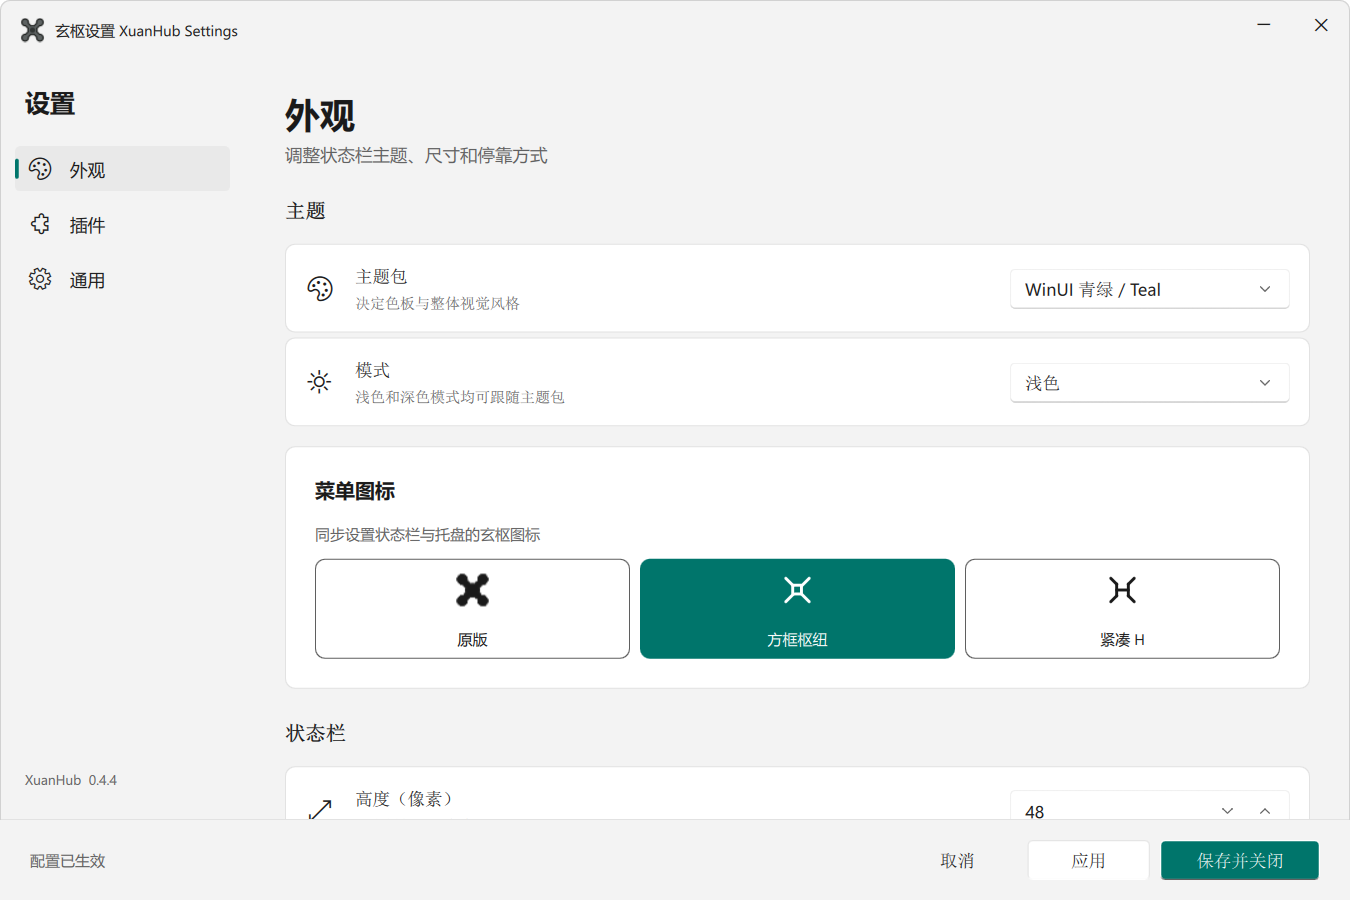 玄枢设置 XuanHub Settings
设置
外观
插件
通用
XuanHub 0.4.4
外观
调整状态栏主题、尺寸和停靠方式
主题
主题包
决定色板与整体视觉风格
WinUI 青绿 / Teal
模式
浅色和深色模式均可跟随主题包
浅色
菜单图标
同步设置状态栏与托盘的玄枢图标
原版
方框枢纽
紧凑 H
状态栏
高度（像素）
48
配置已生效
取消
应用
保存并关闭